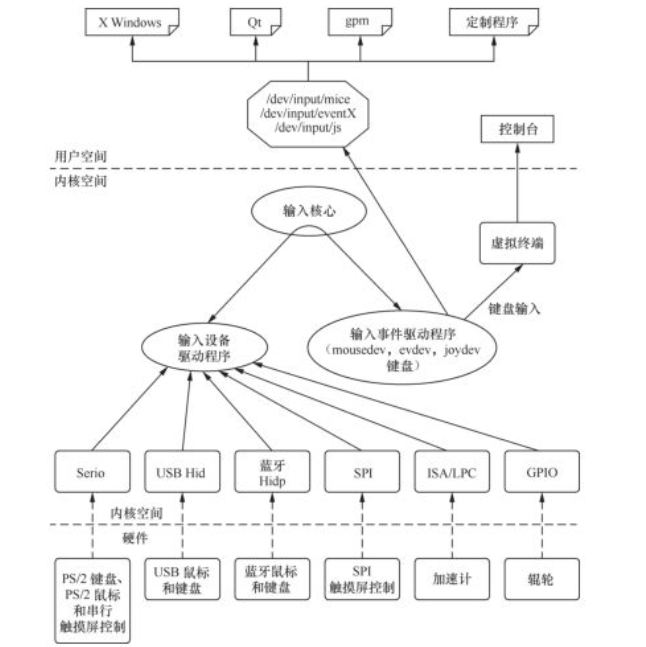 X Windows
Qt
gpm
定制程序
/dev/input/mice
/dev/input/eventX
/dev/input/js
控制台
用户空间
内核空间
输入核心
虚拟终端
键盘输入
输入设备
驱动程序
输入事件驱动程序
（mousedev，evdev，joydev
键盘）
Serio
USB Hid
蓝牙
Hidp
SPI
ISA/LPC
GPIO
内核空间
硬件
PS/2 键盘、
PS/2 鼠标
和串行
触摸屏控制
USB 鼠标
和键盘
蓝牙鼠标
和键盘
SPI
触摸屏控制
加速计
辊轮